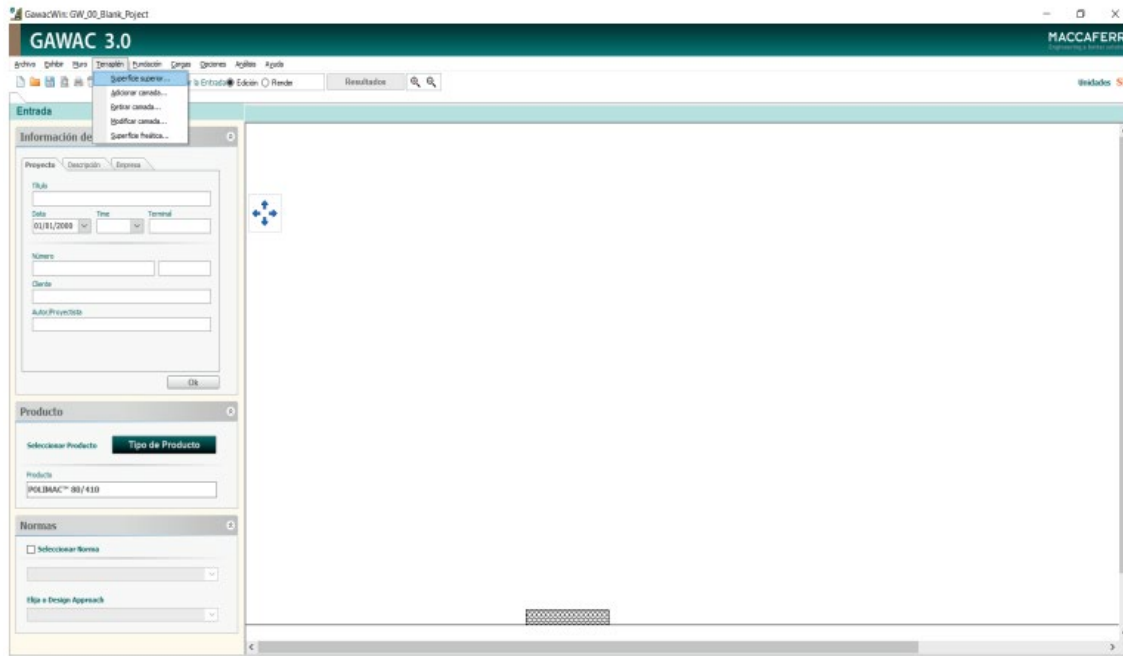 GawacWin: GW_00_Blank_Poject
GAWAC 3.0
MACCAFERR
Archivo Exhibir Muro Terraplén Fundación Cargas Opciones Análisis Ayuda
Superficie superior...
Adicionar camada...
Retirar camada...
Modificar camada...
Superficie freática...
la Entrada Edición Render
Resultados
Unidades S
Entrada
Información de
Proyecto Descripción Empresa
Título
Data Time Terminal
01/01/2000
Número
Cliente
Autor/Proyectista
Ok
Producto
Seleccionar Producto Tipo de Producto
Producto
POLIMAC™ 80/410
Normas
Seleccionar Norma
Elija o Design Approach